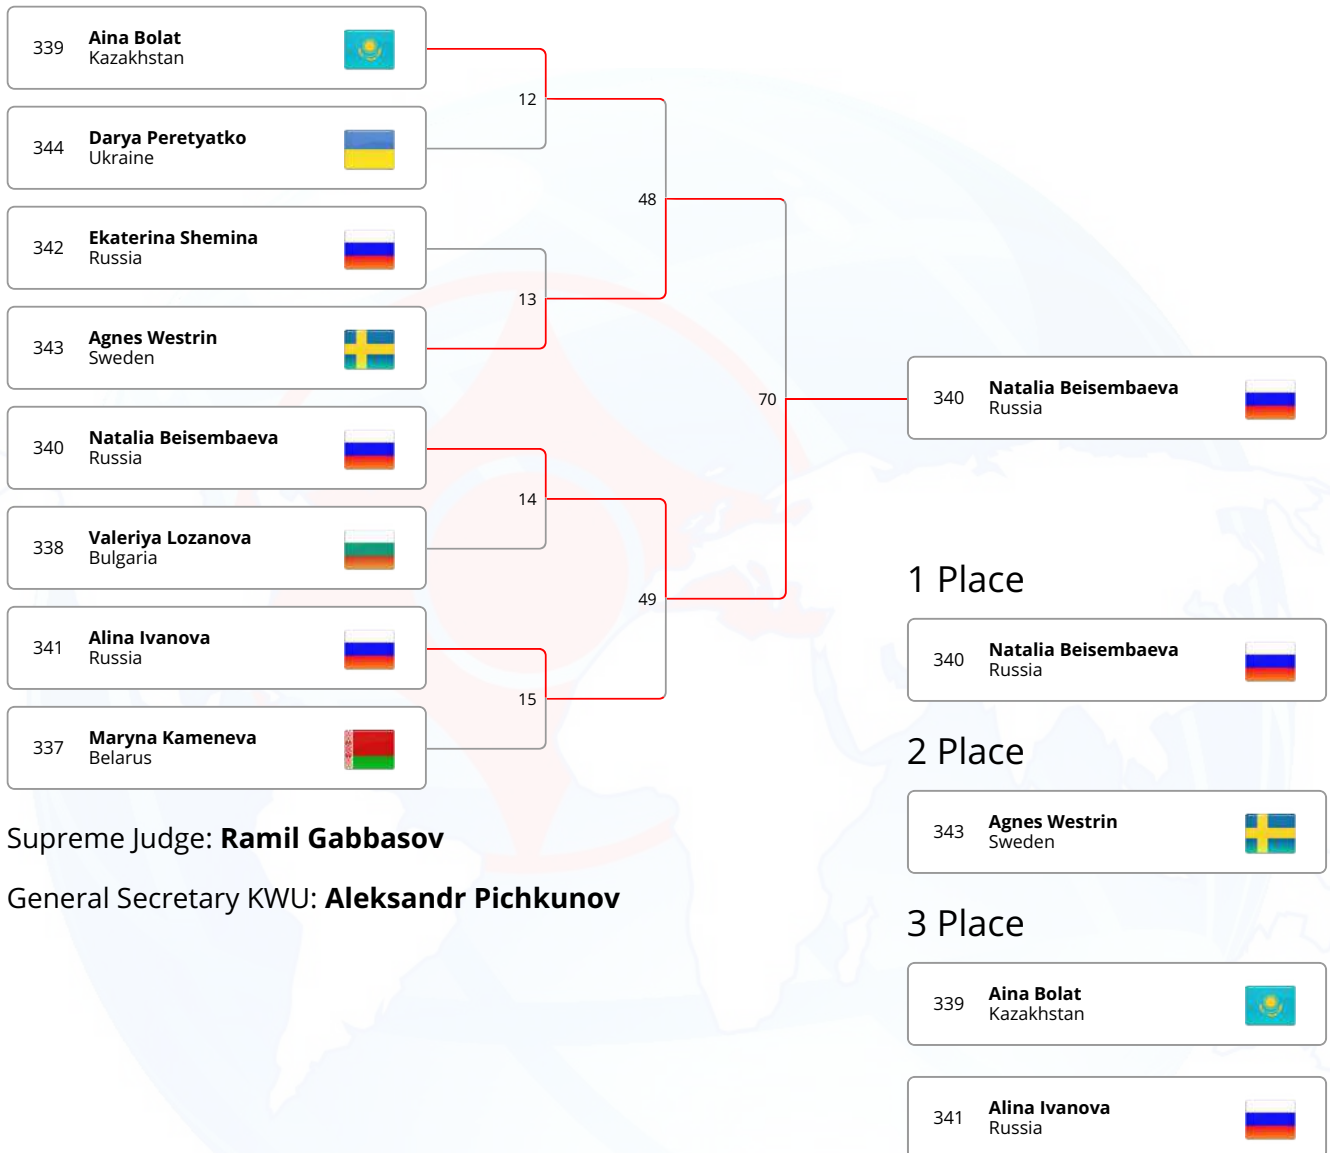 339 Aina Bolat
Kazakhstan
344 Darya Peretyatko
Ukraine
342 Ekaterina Shemina
Russia
343 Agnes Westrin
Sweden
340 Natalia Beisembaeva
Russia
338 Valeriya Lozanova
Bulgaria
341 Alina Ivanova
Russia
337 Maryna Kameneva
Belarus
12
13
14
15
48
49
70
340 Natalia Beisembaeva
Russia
1 Place
340 Natalia Beisembaeva
Russia
2 Place
343 Agnes Westrin
Sweden
3 Place
339 Aina Bolat
Kazakhstan
341 Alina Ivanova
Russia
Supreme Judge: Ramil Gabbasov
General Secretary KWU: Aleksandr Pichkunov